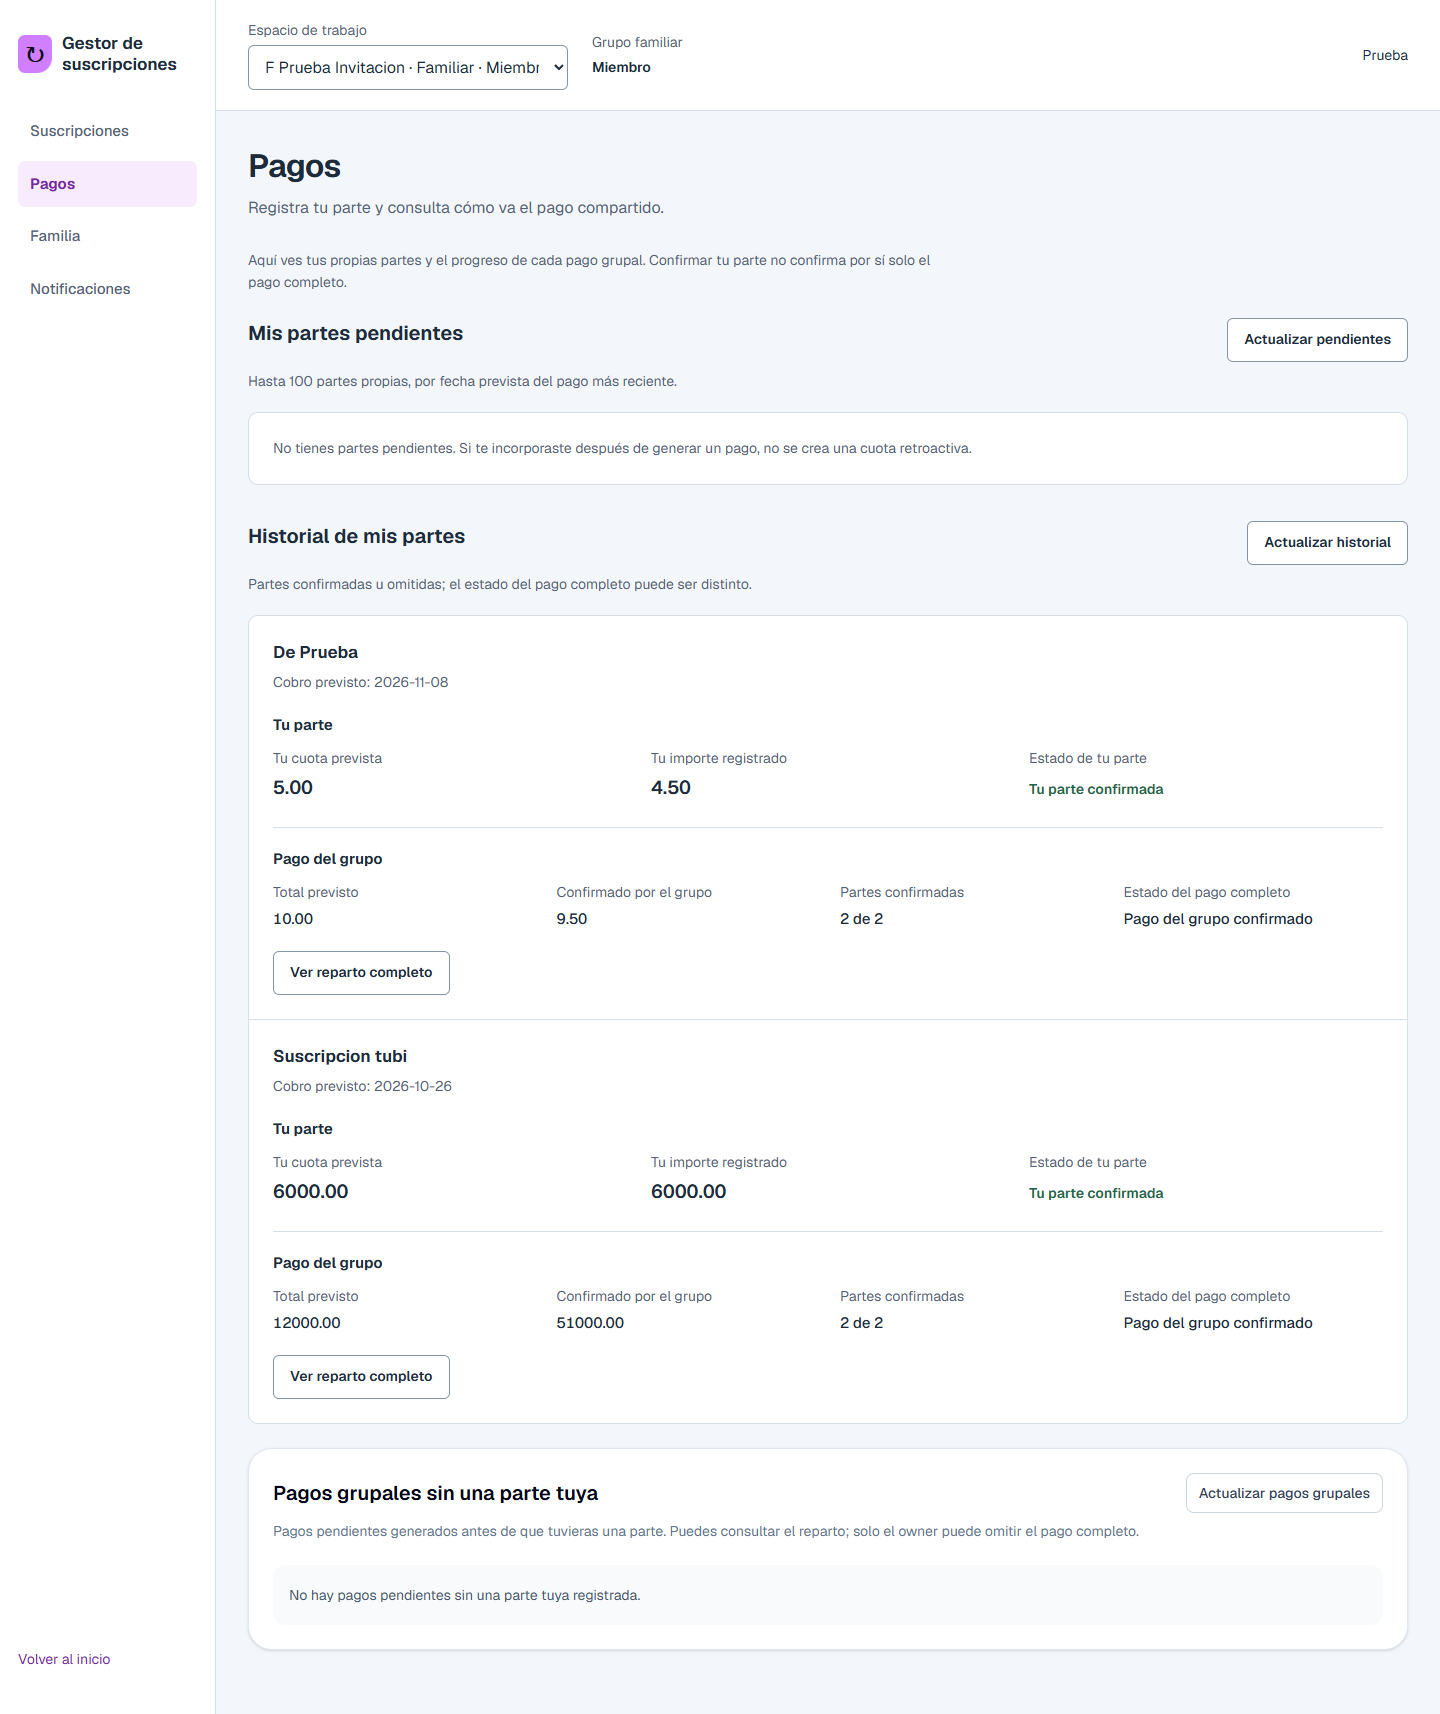 Gestor de
suscripciones
Suscripciones
Pagos
Familia
Notificaciones
Volver al inicio
Espacio de trabajo
F Prueba Invitacion · Familiar · Miembr
Grupo familiar
Miembro
Prueba
Pagos
Registra tu parte y consulta cómo va el pago compartido.
Aquí ves tus propias partes y el progreso de cada pago grupal. Confirmar tu parte no confirma por sí solo el
pago completo.
Mis partes pendientes
Actualizar pendientes
Hasta 100 partes propias, por fecha prevista del pago más reciente.
No tienes partes pendientes. Si te incorporaste después de generar un pago, no se crea una cuota retroactiva.
Historial de mis partes
Actualizar historial
Partes confirmadas u omitidas; el estado del pago completo puede ser distinto.
De Prueba
Cobro previsto: 2026-11-08
Tu parte
Tu cuota prevista
5.00
Tu importe registrado
4.50
Estado de tu parte
Tu parte confirmada
Pago del grupo
Total previsto
10.00
Confirmado por el grupo
9.50
Partes confirmadas
2 de 2
Estado del pago completo
Pago del grupo confirmado
Ver reparto completo
Suscripcion tubi
Cobro previsto: 2026-10-26
Tu parte
Tu cuota prevista
6000.00
Tu importe registrado
6000.00
Estado de tu parte
Tu parte confirmada
Pago del grupo
Total previsto
12000.00
Confirmado por el grupo
51000.00
Partes confirmadas
2 de 2
Estado del pago completo
Pago del grupo confirmado
Ver reparto completo
Pagos grupales sin una parte tuya
Actualizar pagos grupales
Pagos pendientes generados antes de que tuvieras una parte. Puedes consultar el reparto; solo el owner puede omitir el pago completo.
No hay pagos pendientes sin una parte tuya registrada.